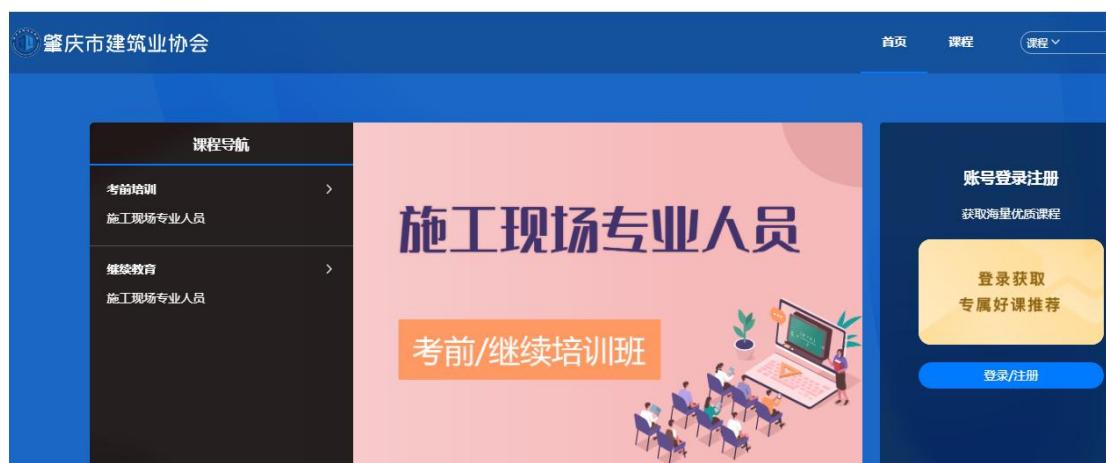 肇庆市建筑业协会
首页 课程 课程
课程导航
考前培训
施工现场专业人员
继续教育
施工现场专业人员
施工现场专业人员
考前/继续培训班
账号登录注册
获取海量优质课程
登录获取
专属好课推荐
登录/注册